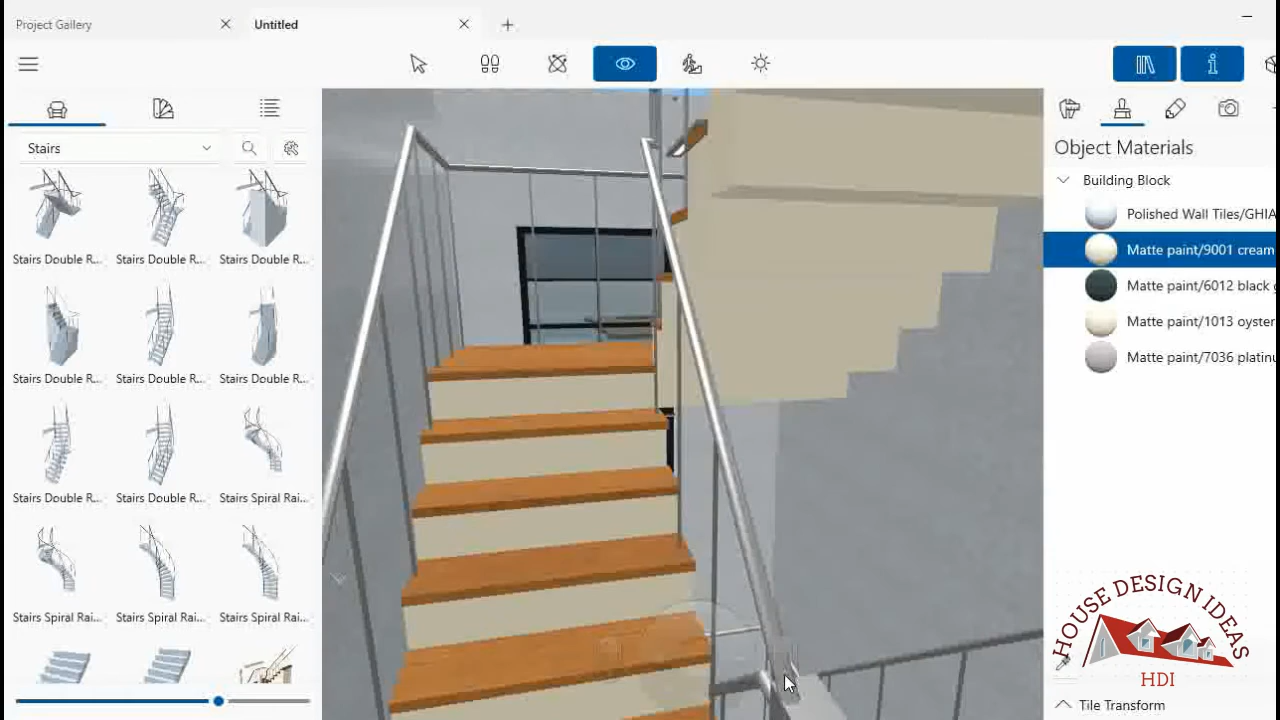 Project Gallery
Untitled
Stairs
Stairs Double R...
Stairs Double R...
Stairs Double R...
Stairs Double R...
Stairs Double R...
Stairs Double R...
Stairs Double R...
Stairs Double R...
Stairs Spiral Rai...
Stairs Spiral Rai...
Stairs Spiral Rai...
Stairs Spiral Rai...
Object Materials
Building Block
Polished Wall Tiles/GHIA
Matte paint/9001 cream
Matte paint/6012 black
Matte paint/1013 oyster
Matte paint/7036 platinu
HOUSE DESIGN IDEAS
HDI
Tile Transform